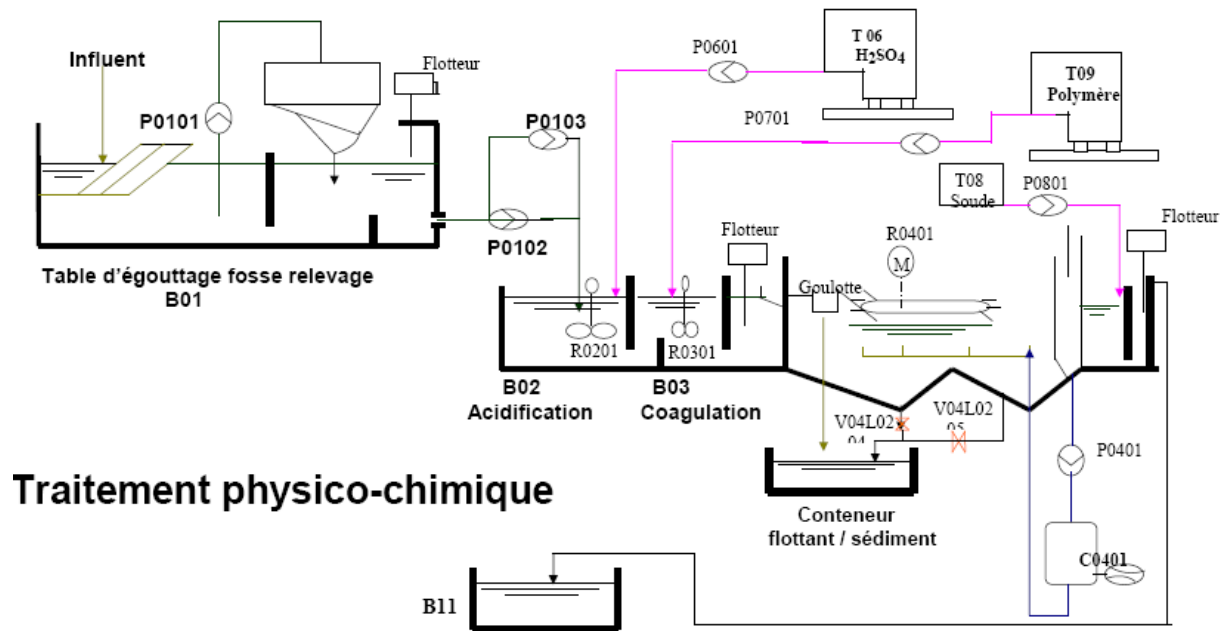 Influent
P0101
Flotteur
P0103
P0102
Table d'égouttage fosse relevage
B01
P0601
T 06
H₂SO₄
P0701
T09
Polymère
T08
Soude
P0801
Flotteur
Flotteur
R0401
M
Goulotte
R0201
R0301
B02
Acidification
B03
Coagulation
V04L02
04
V04L02
05
P0401
Traitement physico-chimique
Conteneur
flottant / sédiment
C0401
B11